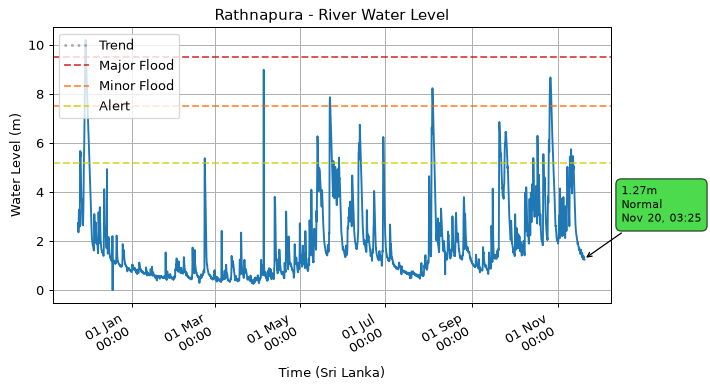 Rathnapura - River Water Level
Trend
Major Flood
Minor Flood
Alert
Water Level (m)
10
8
6
4
2
0
1.27m
Normal
Nov 20, 03:25
01 Jan
00:00
01 Mar
00:00
01 May
00:00
01 Jul
00:00
01 Sep
00:00
01 Nov
00:00
Time (Sri Lanka)